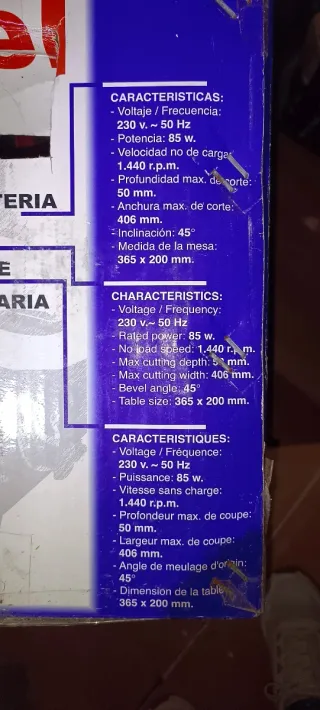 el
TERIA
E
ARIA
CARACTERISTICAS:
- Voltaje / Frecuencia:
230 v. ~ 50 Hz
- Potencia: 85 w.
- Velocidad no de carga:
1.440 r.p.m.
- Profundidad max. de corte:
50 mm.
- Anchura max. de corte:
406 mm.
- Inclinación: 45°
- Medida de la mesa:
365 x 200 mm.
CHARACTERISTICS:
- Voltage / Frequency:
230 v.~ 50 Hz
- Rated power: 85 w.
- No load speed: 1.440 r.p.m.
- Max cutting depth: 50 mm.
- Max cutting width: 406 mm.
- Bevel angle: 45°
- Table size: 365 x 200 mm.
CARACTERISTIQUES:
- Voltage / Fréquence:
230 v. ~ 50 Hz
- Puissance: 85 w.
- Vitesse sans charge:
1.440 r.p.m.
- Profondeur max. de coupe:
50 mm.
- Largeur max. de coupe:
406 mm.
- Angle de meulage d'origin:
45°
- Dimension de la table:
365 x 200 mm.